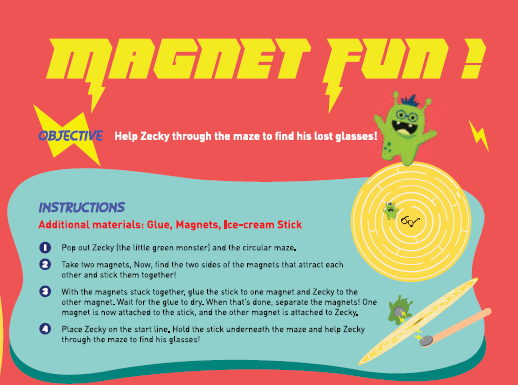 MAGNET FUN !
OBJECTIVE Help Zecky through the maze to find his lost glasses!
INSTRUCTIONS
Additional materials: Glue, Magnets, Ice-cream Stick
1 Pop out Zecky (the little green monster) and the circular maze.
2 Take two magnets, Now, find the two sides of the magnets that attract each
other and stick them together!
3 With the magnets stuck together, glue the stick to one magnet and Zecky to the
other magnet. Wait for the glue to dry. When that's done, separate the magnets! One
magnet is now attached to the stick, and the other magnet is attached to Zecky.
4 Place Zecky on the start line. Hold the stick underneath the maze and help Zecky
through the maze to find his glasses!